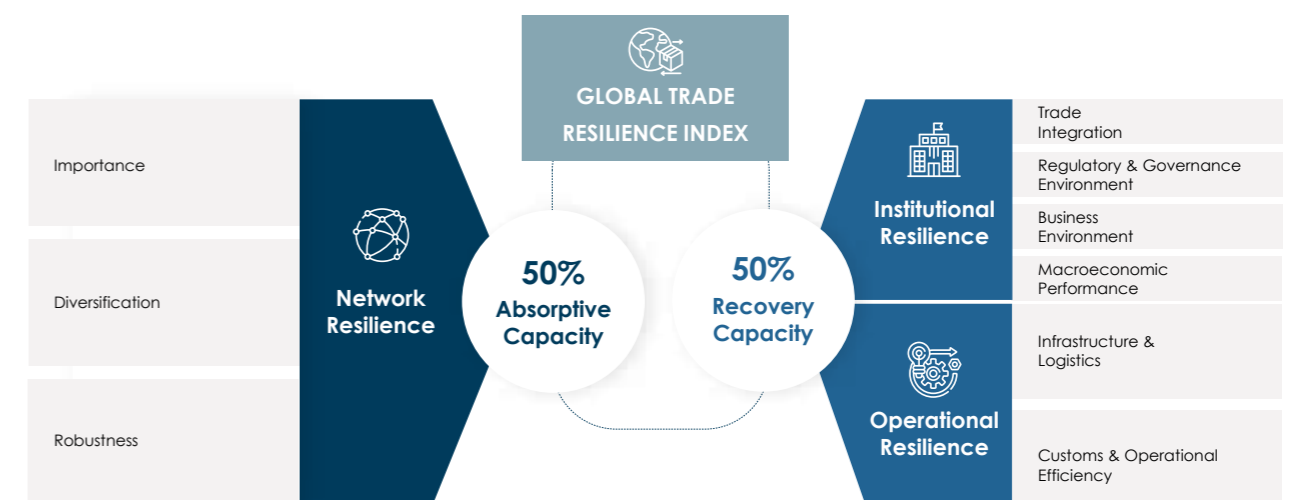 GLOBAL TRADE
RESILIENCE INDEX
Importance
Diversification
Robustness
Network
Resilience
50%
Absorptive
Capacity
50%
Recovery
Capacity
Institutional
Resilience
Trade
Integration
Regulatory & Governance
Environment
Business
Environment
Macroeconomic
Performance
Operational
Resilience
Infrastructure &
Logistics
Customs & Operational
Efficiency